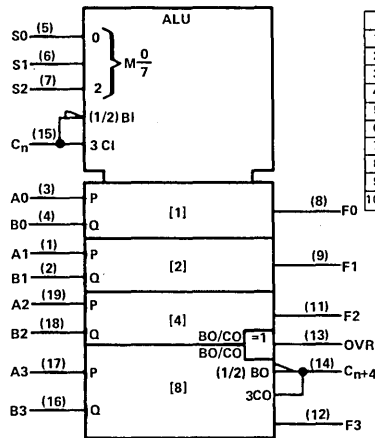 ALU
S0 (5) 0
S1 (6) M 0/7
S2 (7) 2
(1/2) BI
Cn (15) 3 CI
A0 (3) P [1] (8) F0
B0 (4) Q
A1 (1) P [2] (9) F1
B1 (2) Q
A2 (19) P [4] (11) F2
B2 (18) Q BO/CO =1 (13) OVR
BO/CO
A3 (17) P (1/2) BO (14) Cn+4
[8] 3CO
B3 (16) Q (12) F3
10